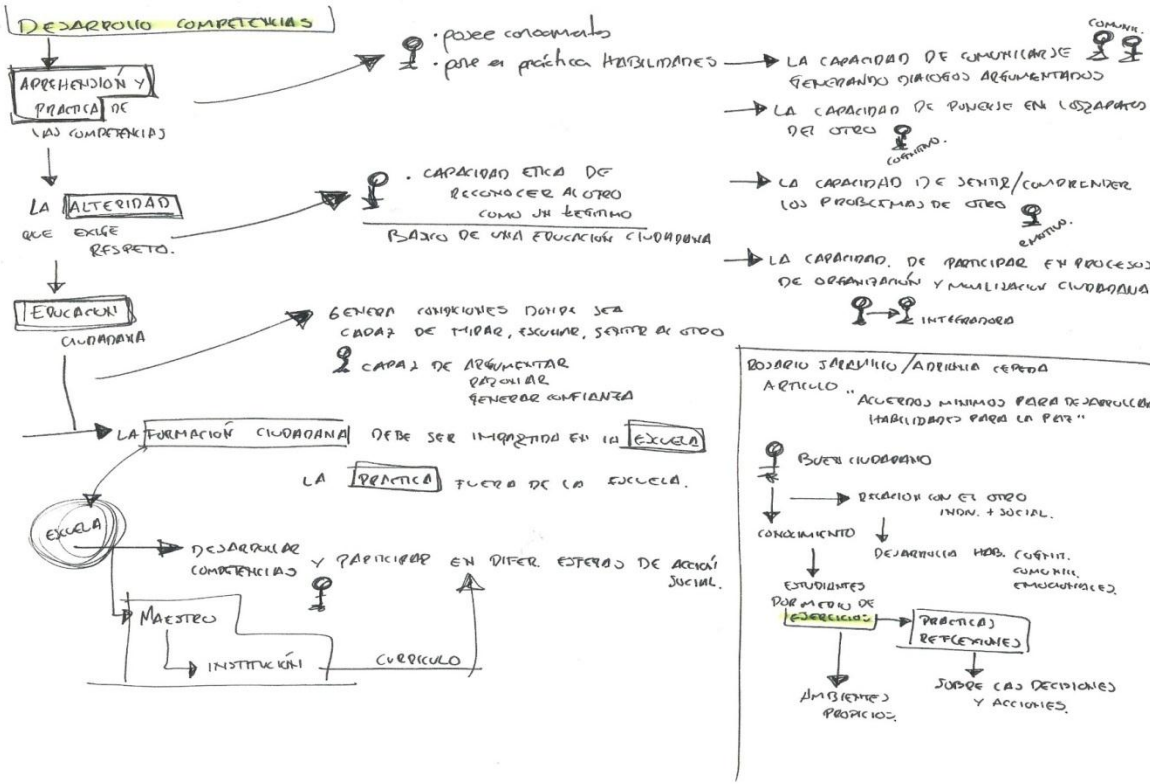 DESARROLLO COMPETENCIAS
APREHENSIÓN Y
PRACTICA DE
LAS COMPETENCIAS
LA ALTERIDAD
QUE EXIGE
RESPETO.
EDUCACION
CIUDADANA
LA FORMACIÓN CIUDADANA DEBE SER IMPARTIDA EN LA ESCUELA
LA PRACTICA FUERA DE LA ESCUELA.
ESCUELA
DESARROLLAR
COMPETENCIAS
Y PARTICIPAR EN DIFER. ESFERAS DE ACCIÓN
SOCIAL.
MAESTRO
INSTITUCIÓN
CURRICULO
· posee conocimiento
· pone en práctica HABILIDADES
· CAPACIDAD ETICA DE
RECONOCER AL OTRO
COMO UN LEGITIMO
BASICO DE UNA EDUCACIÓN CIUDADANA
GENERA CONDICIONES DONDE SEA
CAPAZ DE MIRAR, ESCUCHAR, SENTIR AL OTRO
CAPAZ DE ARGUMENTAR
RAZONAR
GENERAR CONFIANZA
COMUNIC.
LA CAPACIDAD DE COMUNICARSE
GENERANDO DIALOGOS ARGUMENTADOS
LA CAPACIDAD DE PONERSE EN LOS ZAPATOS
DEL OTRO
COGNITIVO.
LA CAPACIDAD DE SENTIR/COMPRENDER
LOS PROBLEMAS DE OTRO
EMOTIVO.
LA CAPACIDAD. DE PARTICIPAR EN PROCESOS
DE ORGANIZACIÓN Y MOVILIZACION CIUDADANA
INTEGRADORA
ROSARIO JARAMILLO / ADRIANA CEPEDA
ARTICULO
"ACUERDOS MINIMOS PARA DESARROLLAR
HABILIDADES PARA LA PAZ"
BUEN CIUDADANO
RELACION CON EL OTRO
INDN. + SOCIAL.
CONOCIMIENTO
DESARROLLA HAB. COGNIT.
COMUNIC.
EMOCIONALES.
ESTUDIANTES
POR MEDIO DE
EJERCICIOS
PRACTICAS
REFLEXIONES
AMBIENTES
PROPICIOS.
SOBRE LAS DECISIONES
Y ACCIONES.